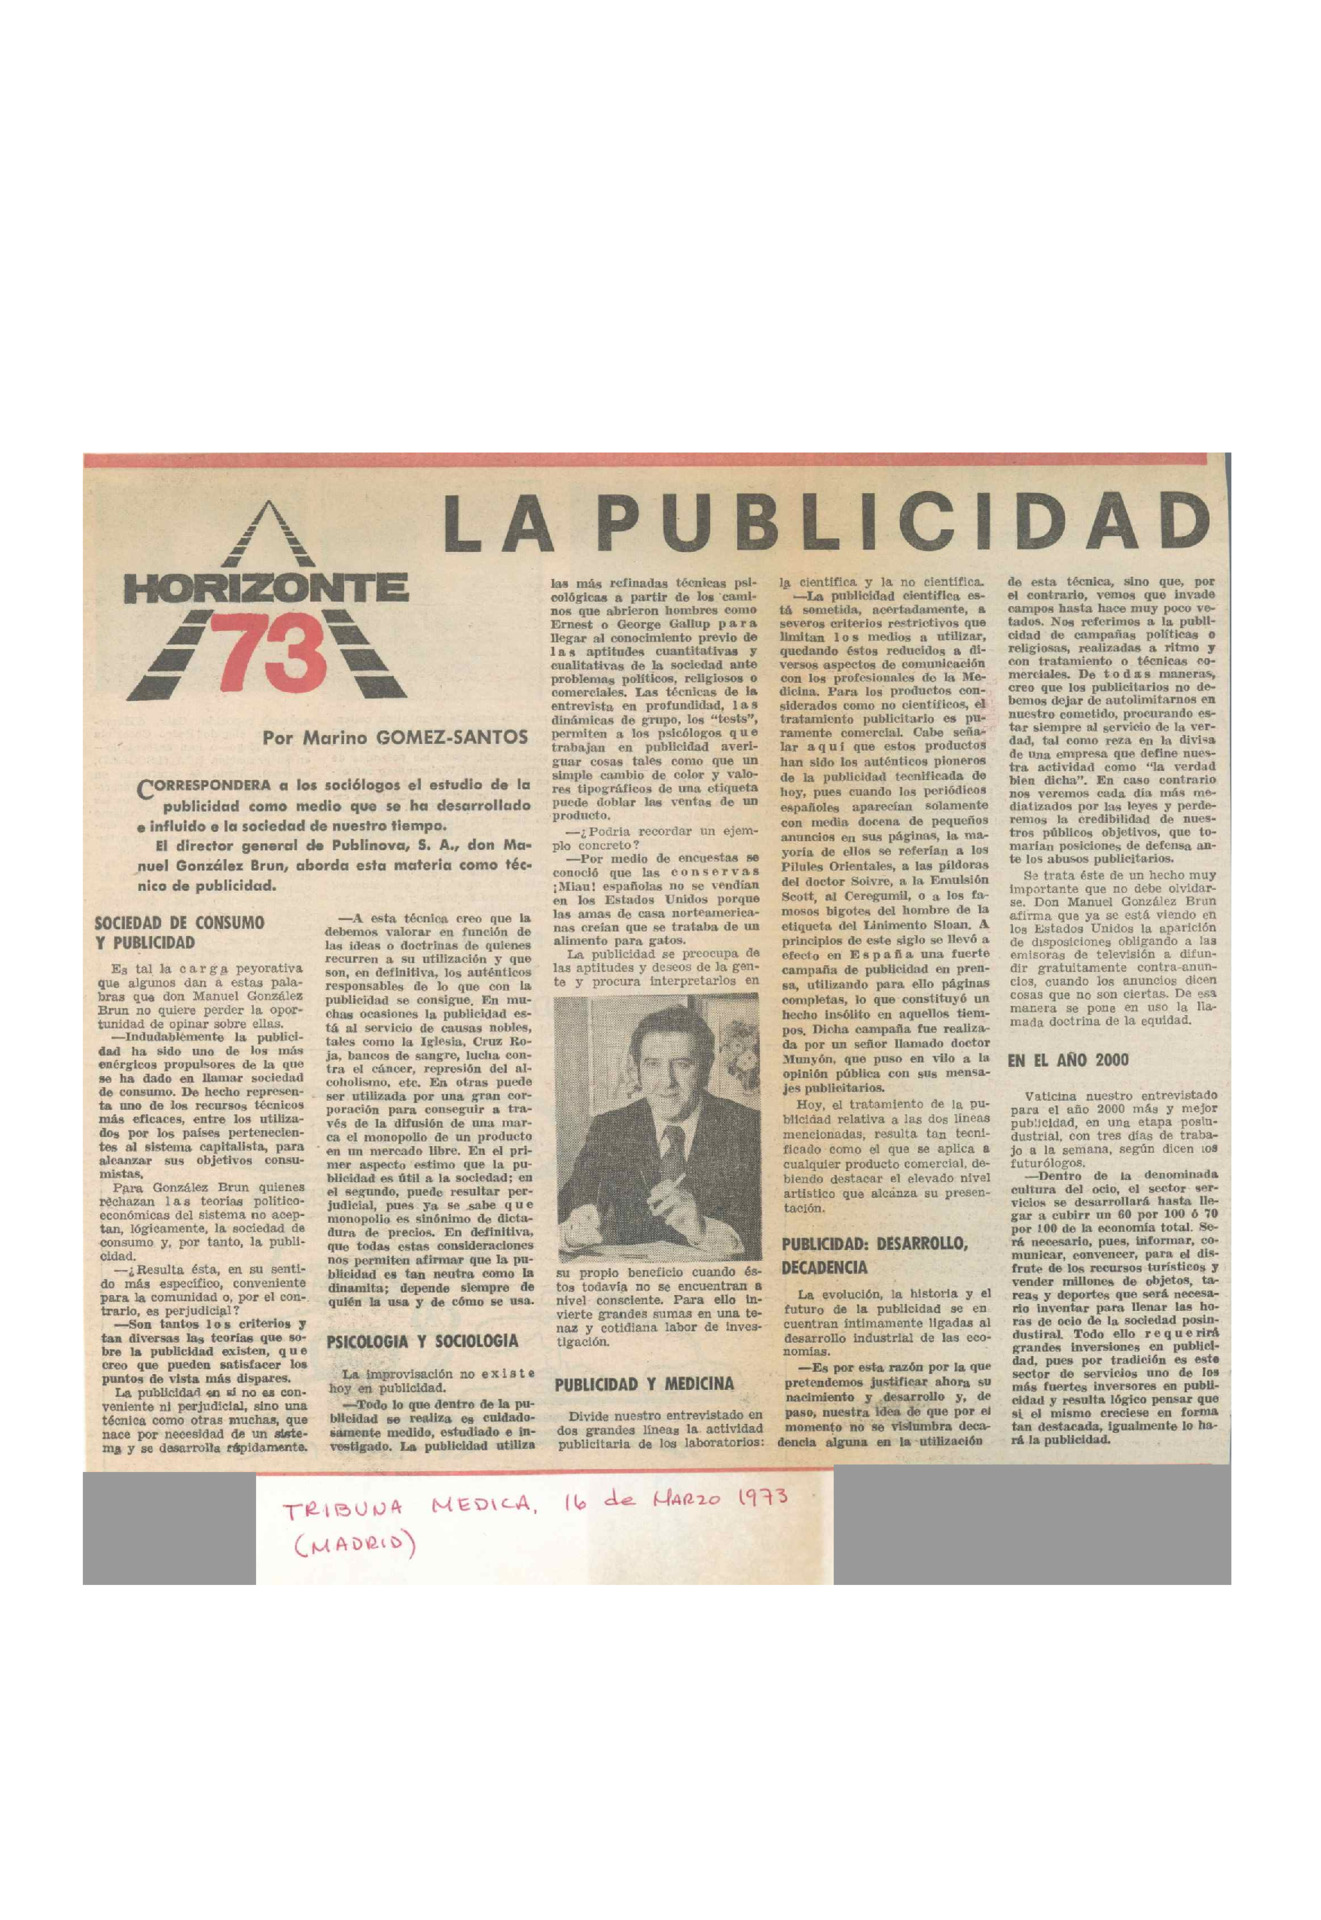 LA PUBLICIDAD
HORIZONTE
73
Por Marino GOMEZ-SANTOS
CORRESPONDERA a los sociólogos el estudio de la
publicidad como medio que se ha desarrollado
e influido e la sociedad de nuestro tiempo.
El director general de Publinova, S. A., don Ma-
nuel González Brun, aborda esta materia como téc-
nico de publicidad.
SOCIEDAD DE CONSUMO
Y PUBLICIDAD
Es tal la carga peyorativa
que algunos dan a estas pala-
bras que don Manuel González
Brun no quiere perder la opor-
tunidad de opinar sobre ellas.
—Indudablemente la publici-
dad ha sido uno de los más
enérgicos propulsores de la que
se ha dado en llamar sociedad
de consumo. De hecho represen-
ta uno de los recursos técnicos
más eficaces, entre los utiliza-
dos por los países pertenecien-
tes al sistema capitalista, para
alcanzar sus objetivos consu-
mistas.
Para González Brun quienes
rechazan las teorías político-
económicas del sistema no acep-
tan, lógicamente, la sociedad de
consumo y, por tanto, la publi-
cidad.
—¿Resulta ésta, en su senti-
do más específico, conveniente
para la comunidad o, por el con-
trario, es perjudicial?
—Son tantos los criterios y
tan diversas las teorías que so-
bre la publicidad existen, que
creo que pueden satisfacer los
puntos de vista más dispares.
La publicidad en sí no es con-
veniente ni perjudicial, sino una
técnica como otras muchas, que
nace por necesidad de un siste-
ma y se desarrolla rápidamente.
—A esta técnica creo que la
debemos valorar en función de
las ideas o doctrinas de quienes
recurren a su utilización y que
son, en definitiva, los auténticos
responsables de lo que con la
publicidad se consigue. En mu-
chas ocasiones la publicidad es-
tá al servicio de causas nobles,
tales como la Iglesia, Cruz Ro-
ja, bancos de sangre, lucha con-
tra el cáncer, represión del al-
coholismo, etc. En otras puede
ser utilizada por una gran cor-
poración para conseguir a tra-
vés de la difusión de una mar-
ca el monopolio de un producto
en un mercado libre. En el pri-
mer aspecto estimo que la pu-
blicidad es útil a la sociedad; en
el segundo, puede resultar per-
judicial, pues ya se sabe que
monopolio es sinónimo de dicta-
dura de precios. En definitiva,
que todas estas consideraciones
nos permiten afirmar que la pu-
blicidad es tan neutra como la
dinamita; depende siempre de
quién la usa y de cómo se usa.
PSICOLOGIA Y SOCIOLOGIA
La improvisación no existe
hoy en publicidad.
—Todo lo que dentro de la pu-
blicidad se realiza es cuidado-
samente medido, estudiado e in-
vestigado. La publicidad utiliza
las más refinadas técnicas psi-
cológicas a partir de los cami-
nos que abrieron hombres como
Ernest o George Gallup para
llegar al conocimiento previo de
las aptitudes cuantitativas y
cualitativas de la sociedad ante
problemas políticos, religiosos o
comerciales. Las técnicas de la
entrevista en profundidad, las
dinámicas de grupo, los "tests",
permiten a los psicólogos que
trabajan en publicidad averi-
guar cosas tales como que un
simple cambio de color y valo-
res tipográficos de una etiqueta
puede doblar las ventas de un
producto.
—¿Podría recordar un ejem-
plo concreto?
—Por medio de encuestas se
conoció que las conservas
¡Miau! españolas no se vendían
en los Estados Unidos porque
las amas de casa norteamerica-
nas creían que se trataba de un
alimento para gatos.
La publicidad se preocupa de
las aptitudes y deseos de la gen-
te y procura interpretarlos en
su propio beneficio cuando és-
tos todavía no se encuentran a
nivel consciente. Para ello in-
vierte grandes sumas en una te-
naz y cotidiana labor de inves-
tigación.
PUBLICIDAD Y MEDICINA
Divide nuestro entrevistado en
dos grandes líneas la actividad
publicitaria de los laboratorios:
la científica y la no científica.
—La publicidad científica es-
tá sometida, acertadamente, a
severos criterios restrictivos que
limitan los medios a utilizar,
quedando éstos reducidos a di-
versos aspectos de comunicación
con los profesionales de la Me-
dicina. Para los productos con-
siderados como no científicos, el
tratamiento publicitario es pu-
ramente comercial. Cabe seña-
lar aquí que estos productos
han sido los auténticos pioneros
de la publicidad tecnificada de
hoy, pues cuando los periódicos
españoles aparecían solamente
con media docena de pequeños
anuncios en sus páginas, la ma-
yoría de ellos se referían a los
Pilules Orientales, a las píldoras
del doctor Soivre, a la Emulsión
Scott, al Ceregumil, o a los fa-
mosos bigotes del hombre de la
etiqueta del Linimento Sloan. A
principios de este siglo se llevó a
efecto en España una fuerte
campaña de publicidad en pren-
sa, utilizando para ello páginas
completas, lo que constituyó un
hecho insólito en aquellos tiem-
pos. Dicha campaña fue realiza-
da por un señor llamado doctor
Munyón, que puso en vilo a la
opinión pública con sus mensa-
jes publicitarios.
Hoy, el tratamiento de la pu-
blicidad relativa a las dos líneas
mencionadas, resulta tan tecni-
ficado como el que se aplica a
cualquier producto comercial, de-
biendo destacar el elevado nivel
artístico que alcanza su presen-
tación.
PUBLICIDAD: DESARROLLO,
DECADENCIA
La evolución, la historia y el
futuro de la publicidad se en-
cuentran íntimamente ligadas al
desarrollo industrial de las eco-
nomías.
—Es por esta razón por la que
pretendemos justificar ahora su
nacimiento y desarrollo y, de
paso, nuestra idea de que por el
momento no se vislumbra deca-
dencia alguna en la utilización
de esta técnica, sino que, por
el contrario, vemos que invade
campos hasta hace muy poco ve-
tados. Nos referimos a la publi-
cidad de campañas políticas o
religiosas, realizadas a ritmo y
con tratamiento o técnicas co-
merciales. De todas maneras,
creo que los publicitarios no de-
bemos dejar de autolimitarnos en
nuestro cometido, procurando es-
tar siempre al servicio de la ver-
dad, tal como reza en la divisa
de una empresa que define nues-
tra actividad como "la verdad
bien dicha". En caso contrario
nos veremos cada día más me-
diatizados por las leyes y perde-
remos la credibilidad de nues-
tros públicos objetivos, que to-
marían posiciones de defensa an-
te los abusos publicitarios.
Se trata éste de un hecho muy
importante que no debe olvidar-
se. Don Manuel González Brun
afirma que ya se está viendo en
los Estados Unidos la aparición
de disposiciones obligando a las
emisoras de televisión a difun-
dir gratuitamente contra-anun-
cios, cuando los anuncios dicen
cosas que no son ciertas. De esa
manera se pone en uso la lla-
mada doctrina de la equidad.
EN EL AÑO 2000
Vaticina nuestro entrevistado
para el año 2000 más y mejor
publicidad, en una etapa posin-
dustrial, con tres días de traba-
jo a la semana, según dicen los
futurólogos.
—Dentro de la denominada
cultura del ocio, el sector ser-
vicios se desarrollará hasta lle-
gar a cubirr un 60 por 100 ó 70
por 100 de la economía total. Se-
rá necesario, pues, informar, co-
municar, convencer, para el dis-
frute de los recursos turísticos y
vender millones de objetos, ta-
reas y deportes que será necesa-
rio inventar para llenar las ho-
ras de ocio de la sociedad posin-
dustiral. Todo ello requerirá
grandes inversiones en publici-
dad, pues por tradición es este
sector de servicios uno de los
más fuertes inversores en publi-
cidad y resulta lógico pensar que
si el mismo creciese en forma
tan destacada, igualmente lo ha-
rá la publicidad.
TRIBUNA MEDICA, 16 de MARZO 1973
(MADRID)